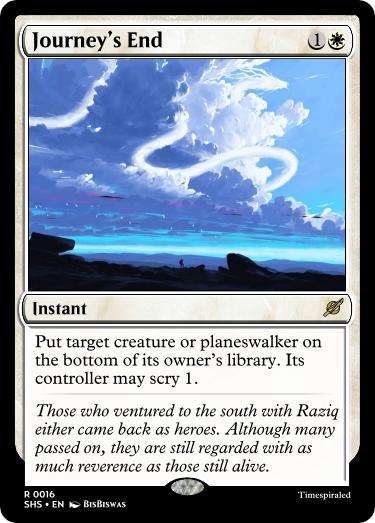 Journey's End 1
Instant
Put target creature or planeswalker on
the bottom of its owner's library. Its
controller may scry 1.
Those who ventured to the south with Raziq
either came back as heroes. Although many
passed on, they are still regarded with as
much reverence as those still alive.
R 0016
SHS • EN BisBiswas
Timespiraled